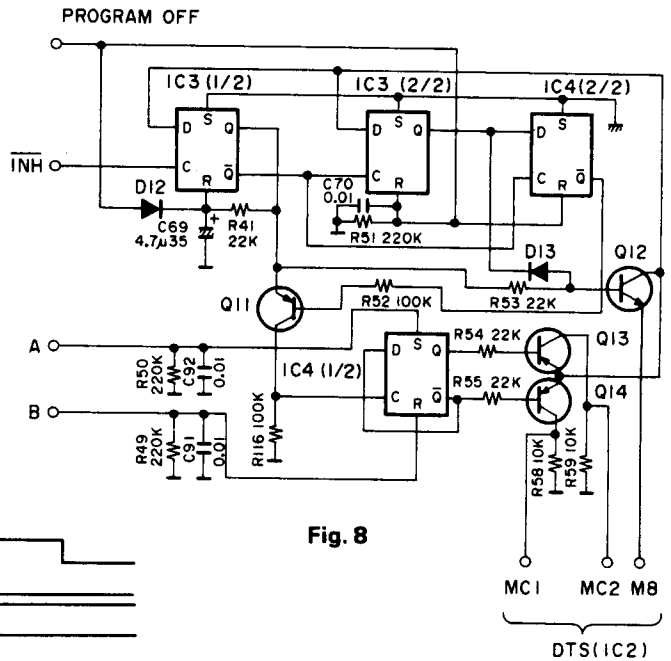 PROGRAM OFF
IC3 (1/2)
IC3 (2/2)
IC4(2/2)
D S Q
C R Q̅
D S Q
C R Q̅
D S
C R Q̅
I̅N̅H̅
D12
C69
4.7μ35
+
R41
22K
C70
0.01
R51 220K
D13
Q12
Q11
R52 100K
R53 22K
A
R50
220K
C92
0.01
IC4 (1/2)
D S Q
C R Q̅
R54 22K
Q13
R55 22K
Q14
B
R49
220K
C91
0.01
R116 100K
R58 10K
R59 10K
Fig. 8
MC1
MC2
M8
DTS(IC2)